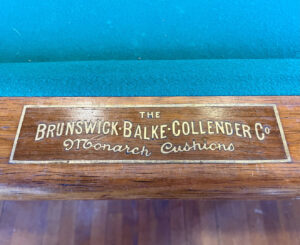 THE
BRUNSWICK·BALKE·COLLENDER Co
Monarch Cushions